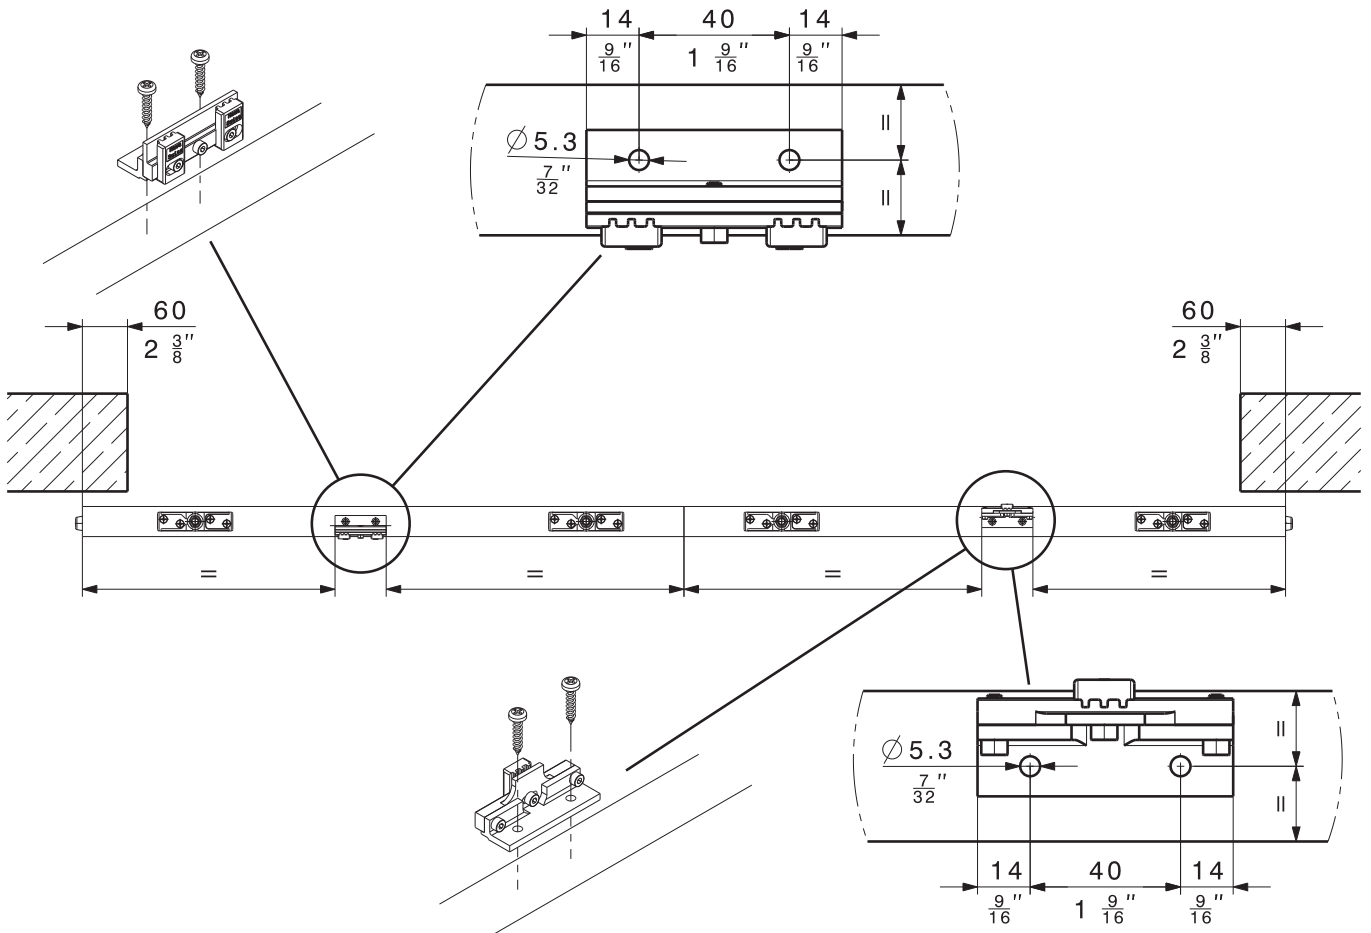 14 40 14
9/16" 1 9/16" 9/16"
Ø 5.3
7/32"
=
=
60
2 3/8"
60
2 3/8"
= = = =
Ø 5.3
7/32"
=
=
14 40 14
9/16" 1 9/16" 9/16"